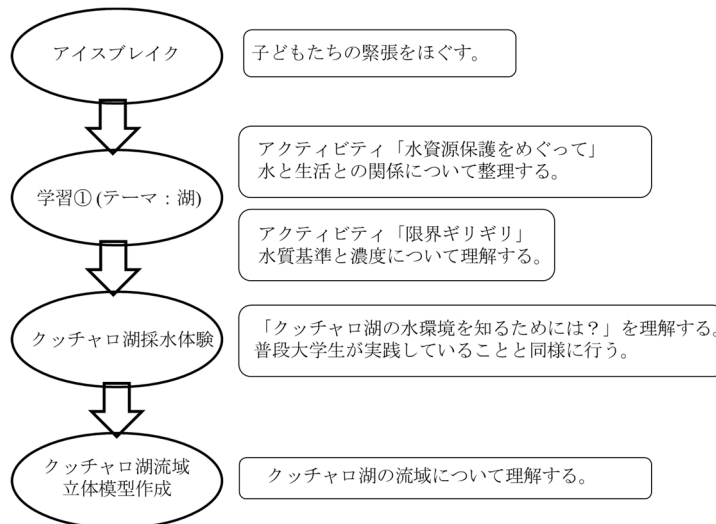 アイスブレイク
子どもたちの緊張をほぐす。
学習① (テーマ：湖)
アクティビティ「水資源保護をめぐって」
水と生活との関係について整理する。
アクティビティ「限界ギリギリ」
水質基準と濃度について理解する。
クッチャロ湖採水体験
「クッチャロ湖の水環境を知るためには？」を理解する。
普段大学生が実践していることと同様に行う。
クッチャロ湖流域
立体模型作成
クッチャロ湖の流域について理解する。